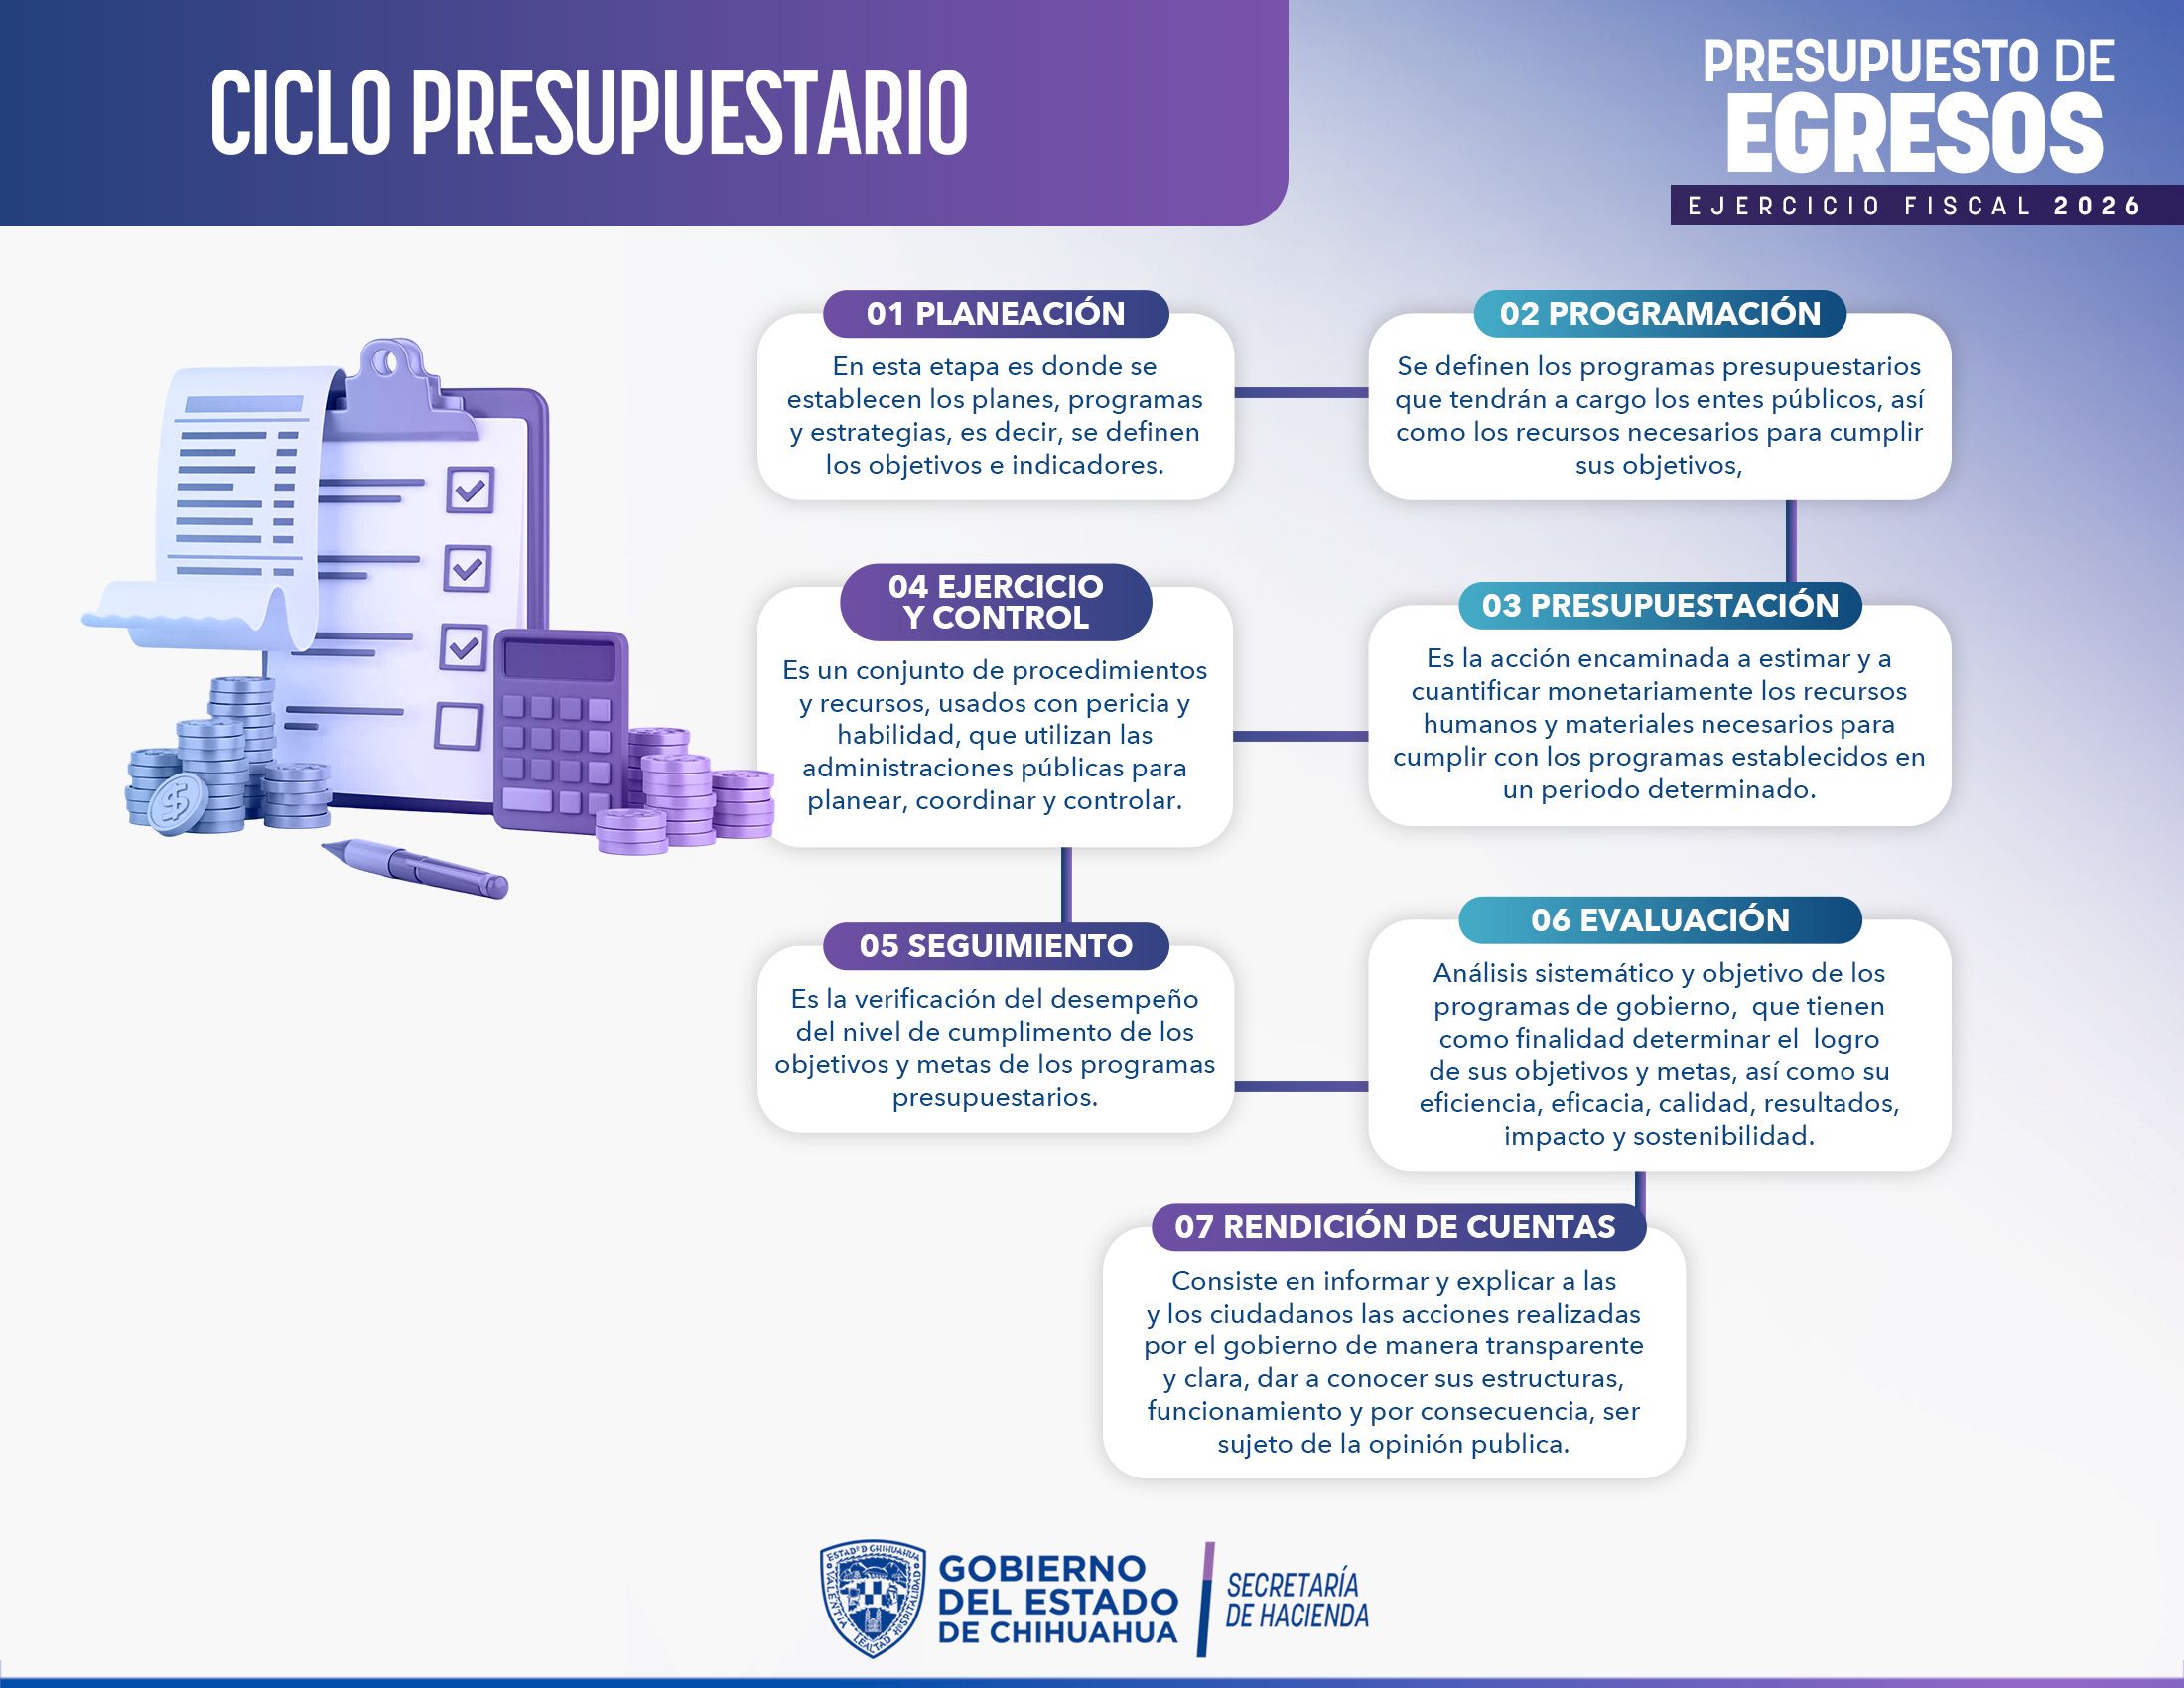 CICLO PRESUPUESTARIO
PRESUPUESTO DE
EGRESOS
EJERCICIO FISCAL 2026
01 PLANEACIÓN
En esta etapa es donde se
establecen los planes, programas
y estrategias, es decir, se definen
los objetivos e indicadores.
02 PROGRAMACIÓN
Se definen los programas presupuestarios
que tendrán a cargo los entes públicos, así
como los recursos necesarios para cumplir
sus objetivos,
03 PRESUPUESTACIÓN
Es la acción encaminada a estimar y a
cuantificar monetariamente los recursos
humanos y materiales necesarios para
cumplir con los programas establecidos en
un periodo determinado.
04 EJERCICIO
Y CONTROL
Es un conjunto de procedimientos
y recursos, usados con pericia y
habilidad, que utilizan las
administraciones públicas para
planear, coordinar y controlar.
05 SEGUIMIENTO
Es la verificación del desempeño
del nivel de cumplimento de los
objetivos y metas de los programas
presupuestarios.
06 EVALUACIÓN
Análisis sistemático y objetivo de los
programas de gobierno, que tienen
como finalidad determinar el logro
de sus objetivos y metas, así como su
eficiencia, eficacia, calidad, resultados,
impacto y sostenibilidad.
07 RENDICIÓN DE CUENTAS
Consiste en informar y explicar a las
y los ciudadanos las acciones realizadas
por el gobierno de manera transparente
y clara, dar a conocer sus estructuras,
funcionamiento y por consecuencia, ser
sujeto de la opinión publica.
ESTADO D CHIHUAHUA
VALENTIA
LEALTAD
HOSPITALIDAD
GOBIERNO
DEL ESTADO
DE CHIHUAHUA
SECRETARÍA
DE HACIENDA